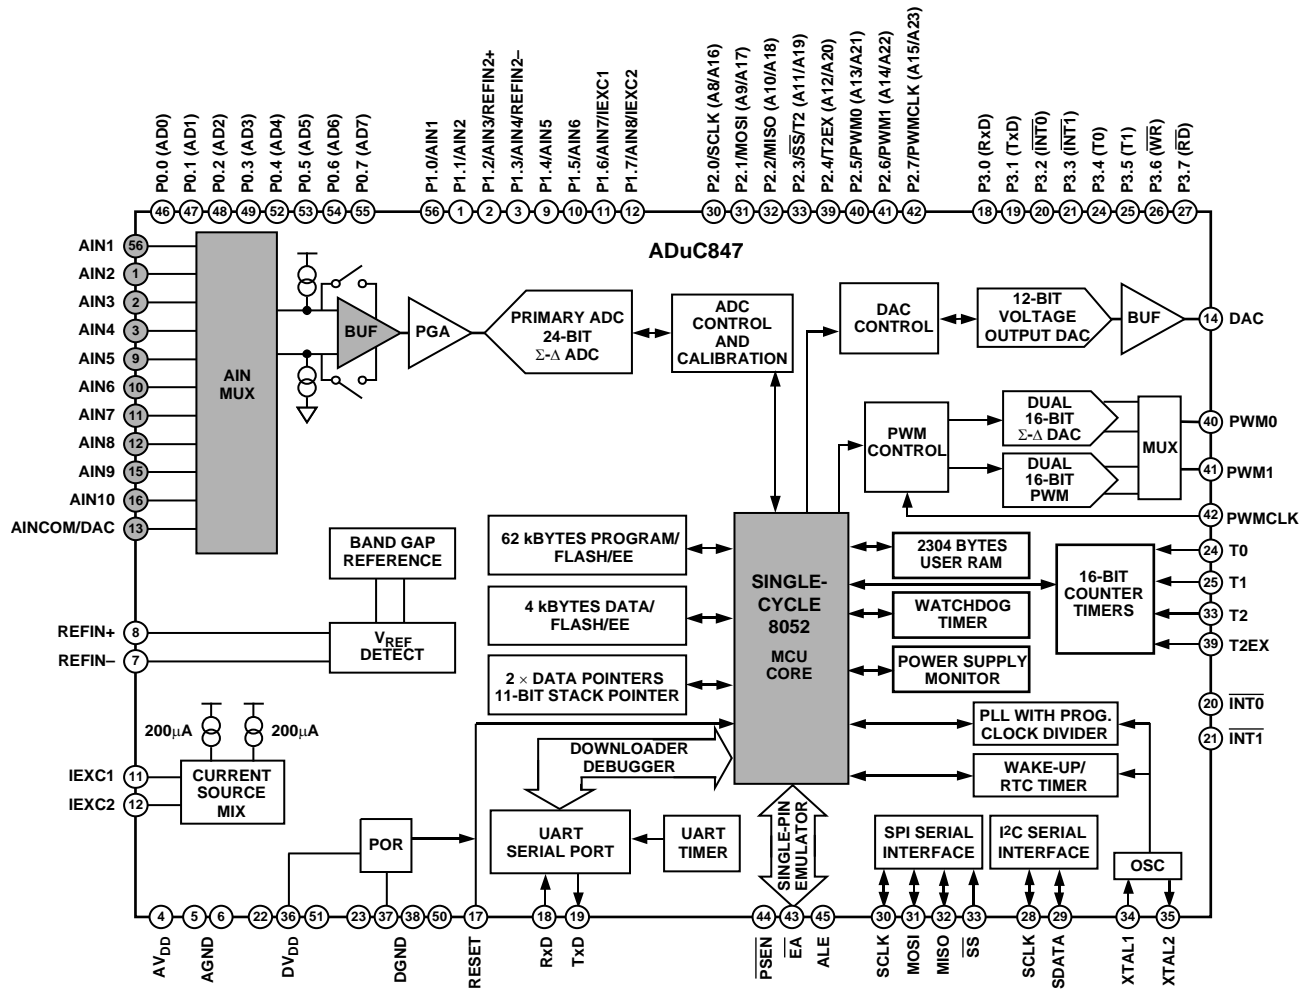 P0.0 (AD0)
P0.1 (AD1)
P0.2 (AD2)
P0.3 (AD3)
P0.4 (AD4)
P0.5 (AD5)
P0.6 (AD6)
P0.7 (AD7)
P1.0/AIN1
P1.1/AIN2
P1.2/AIN3/REFIN2+
P1.3/AIN4/REFIN2–
P1.4/AIN5
P1.5/AIN6
P1.6/AIN7/IEXC1
P1.7/AIN8/IEXC2
P2.0/SCLK (A8/A16)
P2.1/MOSI (A9/A17)
P2.2/MISO (A10/A18)
P2.3/SS/T2 (A11/A19)
P2.4/T2EX (A12/A20)
P2.5/PWM0 (A13/A21)
P2.6/PWM1 (A14/A22)
P2.7/PWMCLK (A15/A23)
P3.0 (RxD)
P3.1 (TxD)
P3.2 (INT0)
P3.3 (INT1)
P3.4 (T0)
P3.5 (T1)
P3.6 (WR)
P3.7 (RD)
46 47 48 49 52 53 54 55
56 1 2 3 9 10 11 12
30 31 32 33 39 40 41 42
18 19 20 21 24 25 26 27
ADuC847
AIN1 56
AIN2 1
AIN3 2
AIN4 3
AIN5 9
AIN6 10
AIN7 11
AIN8 12
AIN9 15
AIN10 16
AINCOM/DAC 13
AIN
MUX
BUF
PGA
PRIMARY ADC
24-BIT
Σ-Δ ADC
ADC
CONTROL
AND
CALIBRATION
DAC
CONTROL
12-BIT
VOLTAGE
OUTPUT DAC
BUF
14 DAC
PWM
CONTROL
DUAL
16-BIT
Σ-Δ DAC
DUAL
16-BIT
PWM
MUX
40 PWM0
41 PWM1
42 PWMCLK
BAND GAP
REFERENCE
VREF
DETECT
REFIN+ 8
REFIN– 7
62 kBYTES PROGRAM/
FLASH/EE
4 kBYTES DATA/
FLASH/EE
2 × DATA POINTERS
11-BIT STACK POINTER
SINGLE-
CYCLE
8052
MCU
CORE
2304 BYTES
USER RAM
WATCHDOG
TIMER
POWER SUPPLY
MONITOR
16-BIT
COUNTER
TIMERS
24 T0
25 T1
33 T2
39 T2EX
20 INT0
21 INT1
PLL WITH PROG.
CLOCK DIVIDER
WAKE-UP/
RTC TIMER
200µA
200µA
CURRENT
SOURCE
MIX
IEXC1 11
IEXC2 12
DOWNLOADER
DEBUGGER
POR
UART
SERIAL PORT
UART
TIMER
SINGLE-PIN
EMULATOR
SPI SERIAL
INTERFACE
I2C SERIAL
INTERFACE
OSC
4 5 6 22 36 51 23 37 38 50 17 18 19 44 43 45 30 31 32 33 28 29 34 35
AVDD
AGND
DVDD
DGND
RESET
RxD
TxD
PSEN
EA
ALE
SCLK
MOSI
MISO
SS
SCLK
SDATA
XTAL1
XTAL2